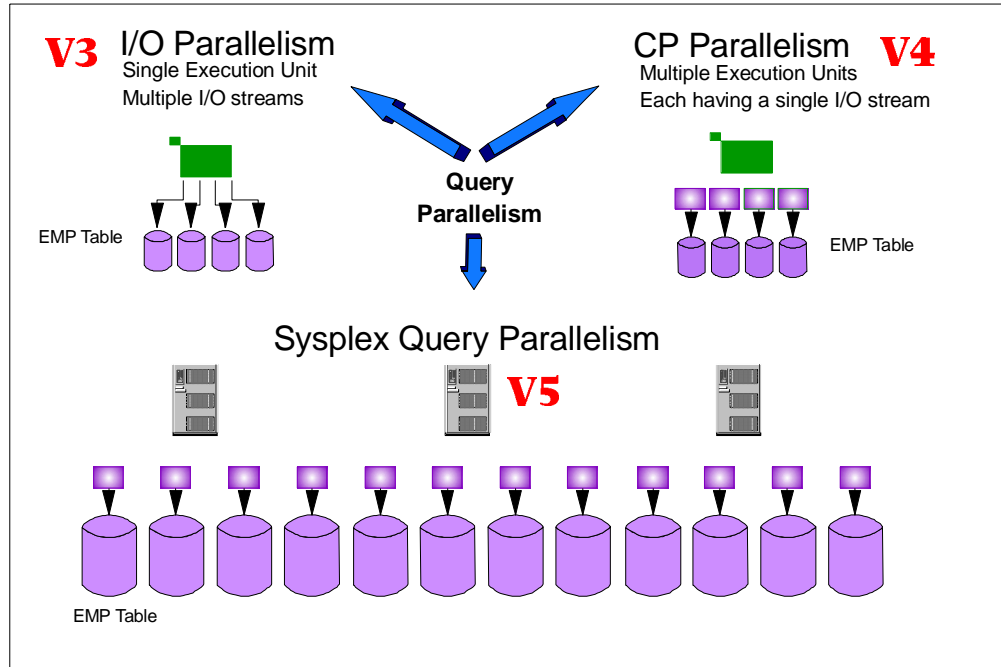 V3 I/O Parallelism
Single Execution Unit
Multiple I/O streams
EMP Table
CP Parallelism V4
Multiple Execution Units
Each having a single I/O stream
EMP Table
Query
Parallelism
Sysplex Query Parallelism
V5
EMP Table